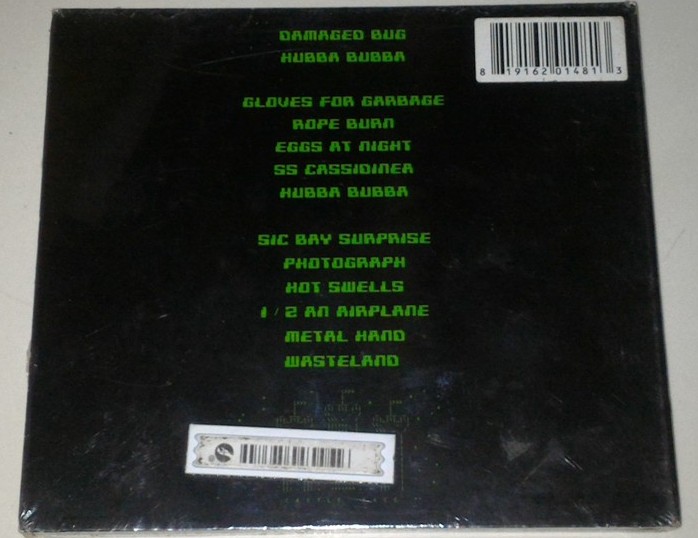 DAMAGED BUG
HUBBA BUBBA
8 19162 01481 3
GLOVES FOR GARBAGE
ROPE BURN
EGGS AT NIGHT
SS CASSIDINEA
HUBBA BUBBA
SIC BAY SURPRISE
PHOTOGRAPH
HOT SWELLS
1/2 AN AIRPLANE
METAL HAND
WASTELAND